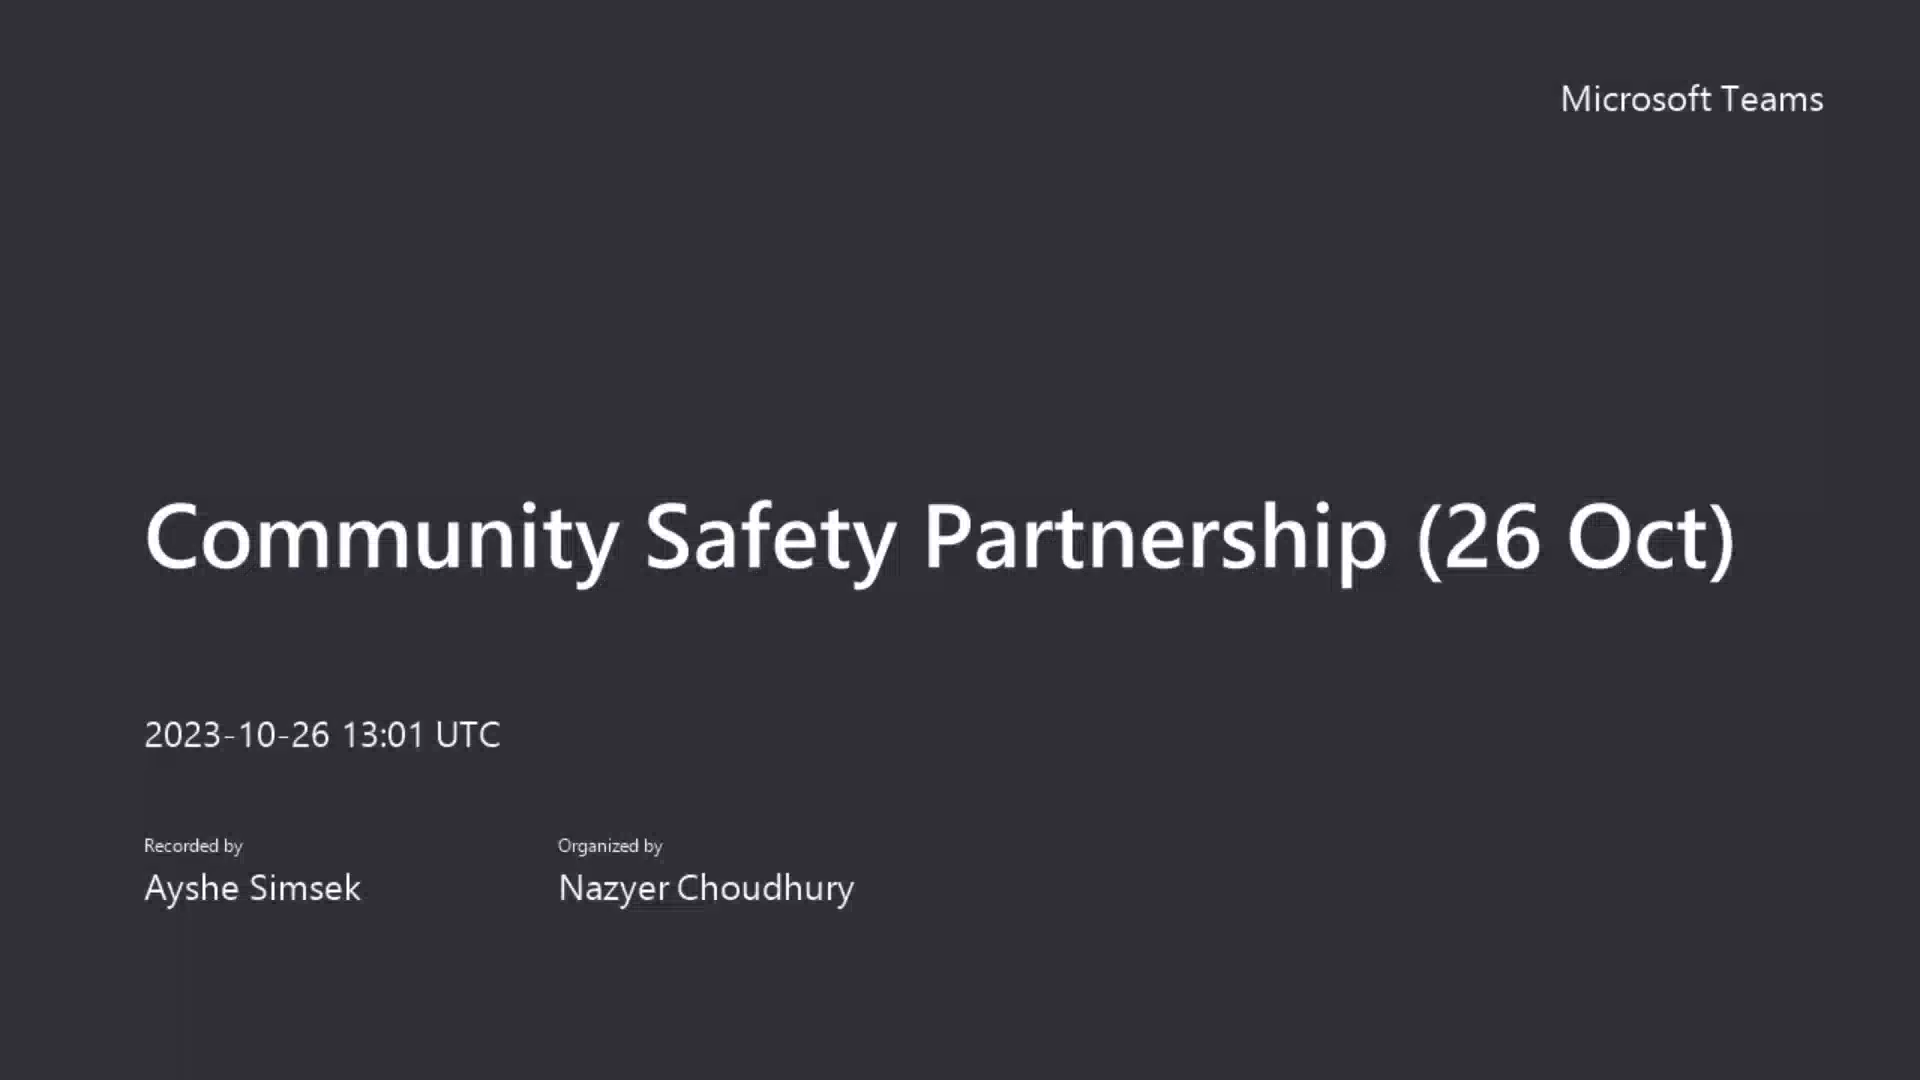 Microsoft Teams
Community Safety Partnership (26 Oct)
2023-10-26 13:01 UTC
Recorded by
Ayshe Simsek
Organized by
Nazyer Choudhury